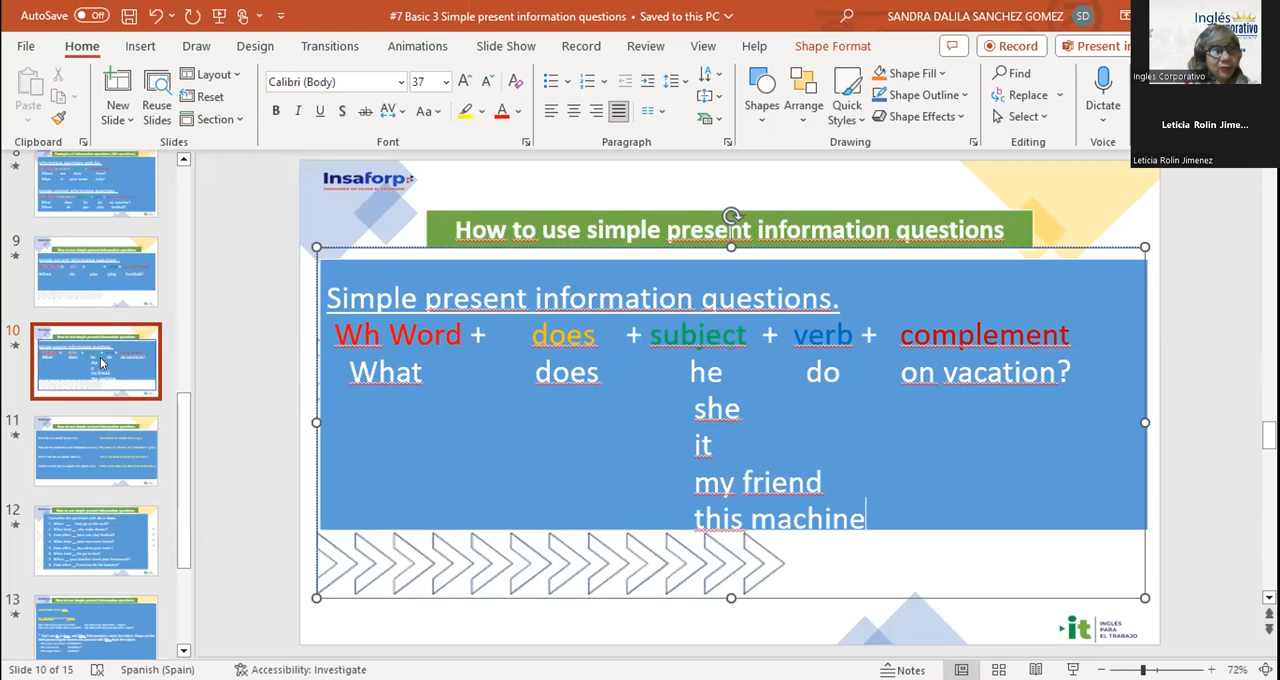 AutoSave Off #7 Basic 3 Simple present information questions • Saved to this PC SANDRA DALILA SANCHEZ GOMEZ SD
File Home Insert Draw Design Transitions Animations Slide Show Record Review View Help Shape Format Record Present in
Paste New Slide Reuse Slides Layout Reset Section
Calibri (Body) 37
Shapes Arrange Quick Styles Shape Fill Shape Outline Shape Effects
Find Replace Select Dictate
Clipboard Slides Font Paragraph Drawing Editing Voice
Inglés
Corporativo
Ingles Corporativo
Leticia Rolin Jime...
Leticia Rolin Jimenez
9
10
11
12
13
Insaforp
How to use simple present information questions
Simple present information questions.
Wh Word + does + subject + verb + complement
What does he do on vacation?
she
it
my friend
this machine
it INGLÉS PARA EL TRABAJO
Slide 10 of 15 Spanish (Spain) Accessibility: Investigate Notes 72%